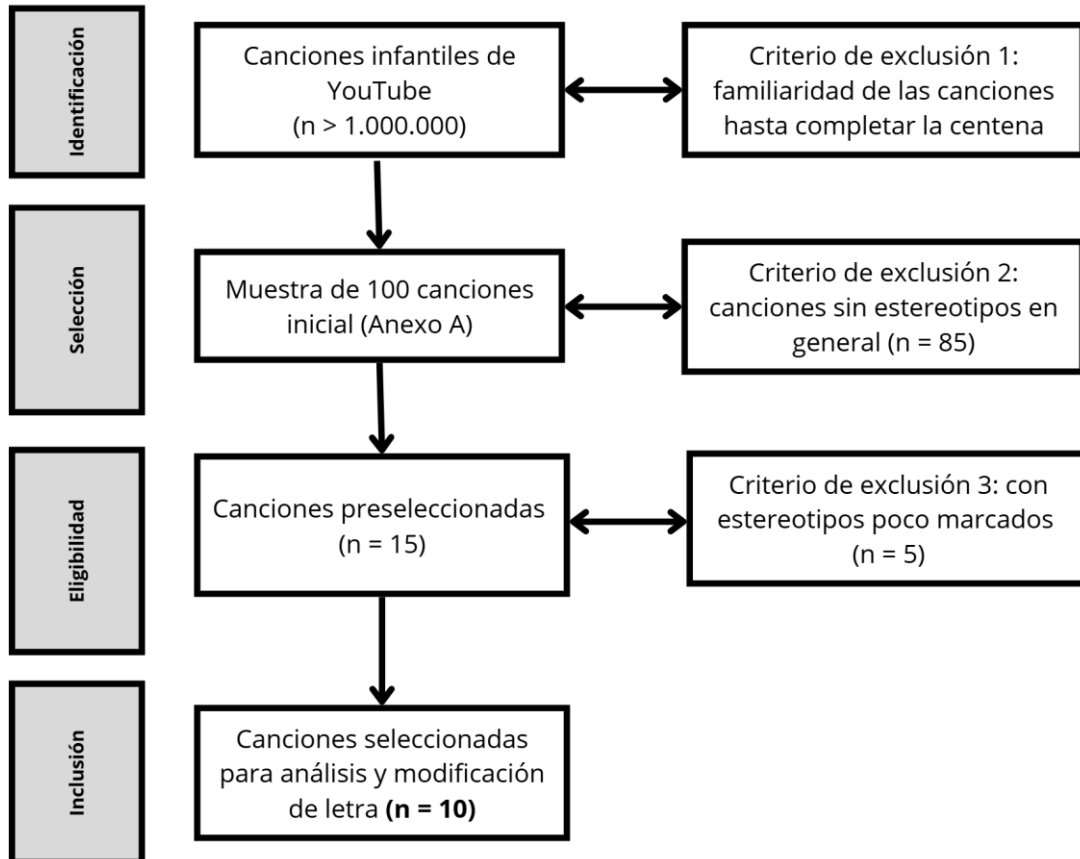 Identificación
Canciones infantiles de
YouTube
(n > 1.000.000)
Criterio de exclusión 1:
familiaridad de las canciones
hasta completar la centena
Selección
Muestra de 100 canciones
inicial (Anexo A)
Criterio de exclusión 2:
canciones sin estereotipos en
general (n = 85)
Eligibilidad
Canciones preseleccionadas
(n = 15)
Criterio de exclusión 3: con
estereotipos poco marcados
(n = 5)
Inclusión
Canciones seleccionadas
para análisis y modificación
de letra (n = 10)